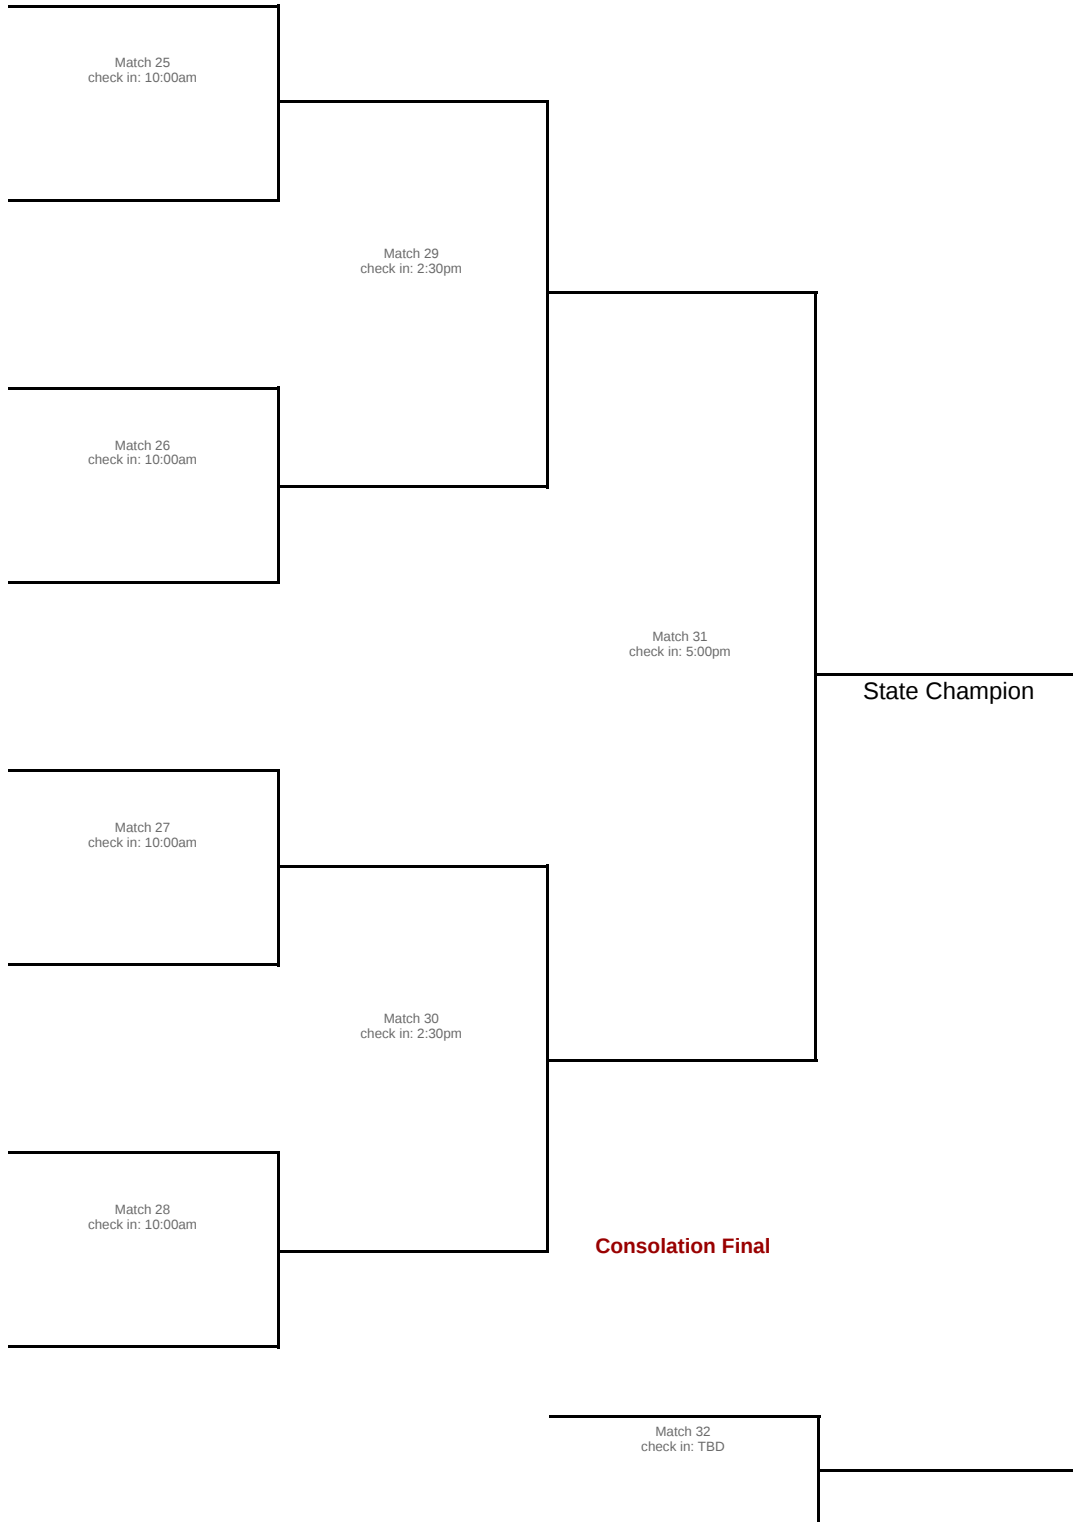 Match 25
check in: 10:00am
Match 29
check in: 2:30pm
Match 26
check in: 10:00am
Match 31
check in: 5:00pm
State Champion
Match 27
check in: 10:00am
Match 30
check in: 2:30pm
Match 28
check in: 10:00am
Consolation Final
Match 32
check in: TBD